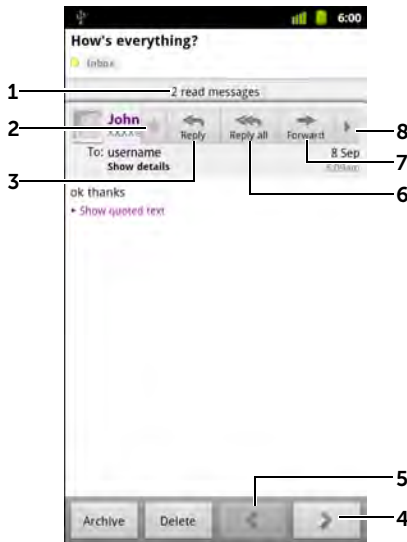 6:00
How's everything?
Inbox
1 2 read messages
2 John
Reply Reply all Forward 8
7
3 To: username 8 Sep 6
Show details
ok thanks
Show quoted text
5
Archive Delete 4